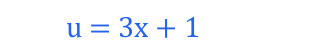 u = 3x + 1